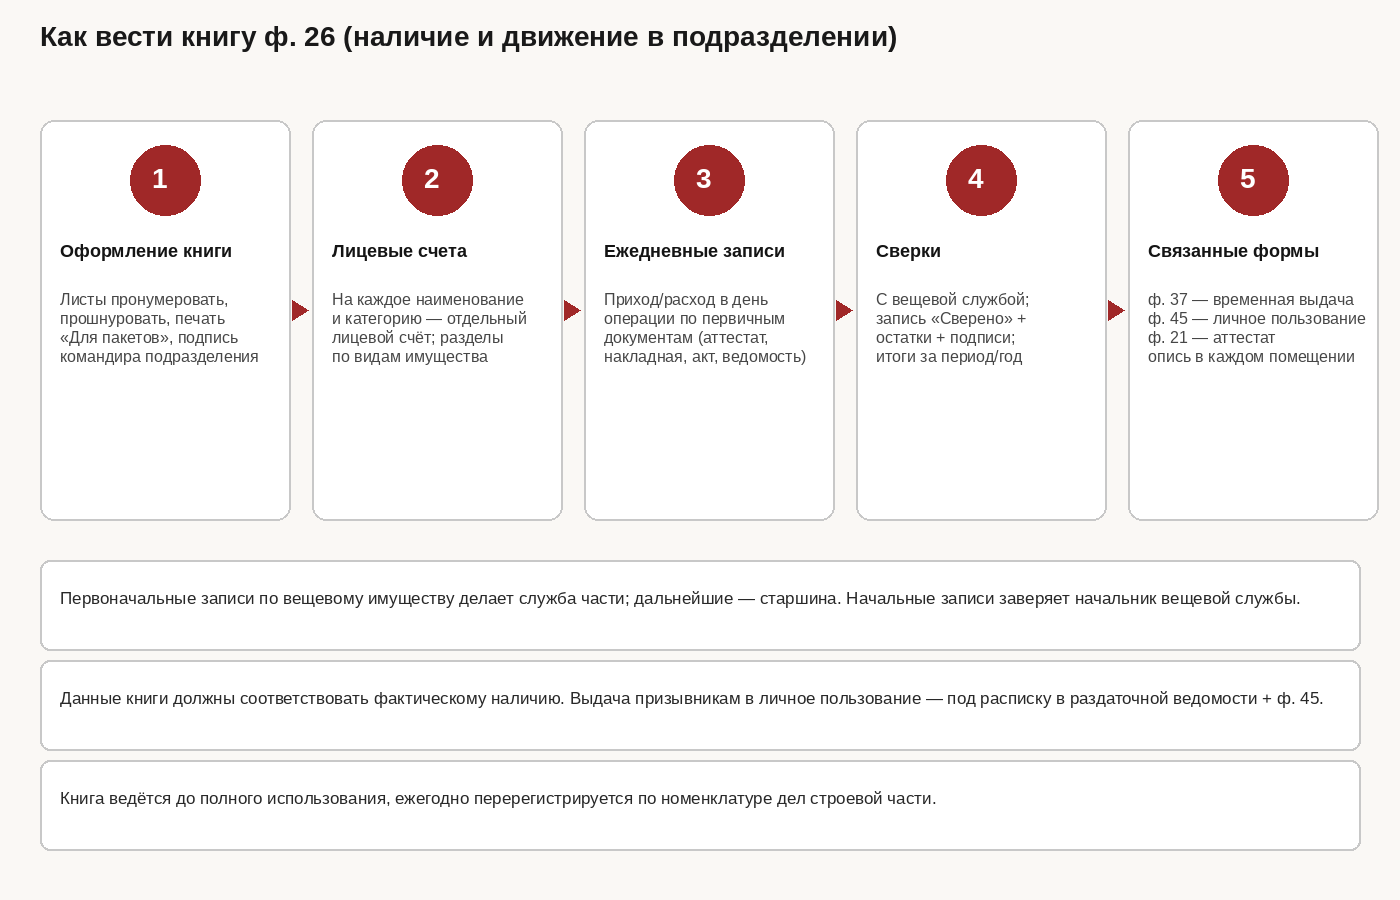 Как вести книгу ф. 26 (наличие и движение в подразделении)
1
Оформление книги
Листы пронумеровать,
прошнуровать, печать
«Для пакетов», подпись
командира подразделения
2
Лицевые счета
На каждое наименование
и категорию — отдельный
лицевой счёт; разделы
по видам имущества
3
Ежедневные записи
Приход/расход в день
операции по первичным
документам (аттестат,
накладная, акт, ведомость)
4
Сверки
С вещевой службой;
запись «Сверено» +
остатки + подписи;
итоги за период/год
5
Связанные формы
ф. 37 — временная выдача
ф. 45 — личное пользование
ф. 21 — аттестат
опись в каждом помещении
Первоначальные записи по вещевому имуществу делает служба части; дальнейшие — старшина. Начальные записи заверяет начальник вещевой службы.
Данные книги должны соответствовать фактическому наличию. Выдача призывникам в личное пользование — под расписку в раздаточной ведомости + ф. 45.
Книга ведётся до полного использования, ежегодно перерегистрируется по номенклатуре дел строевой части.